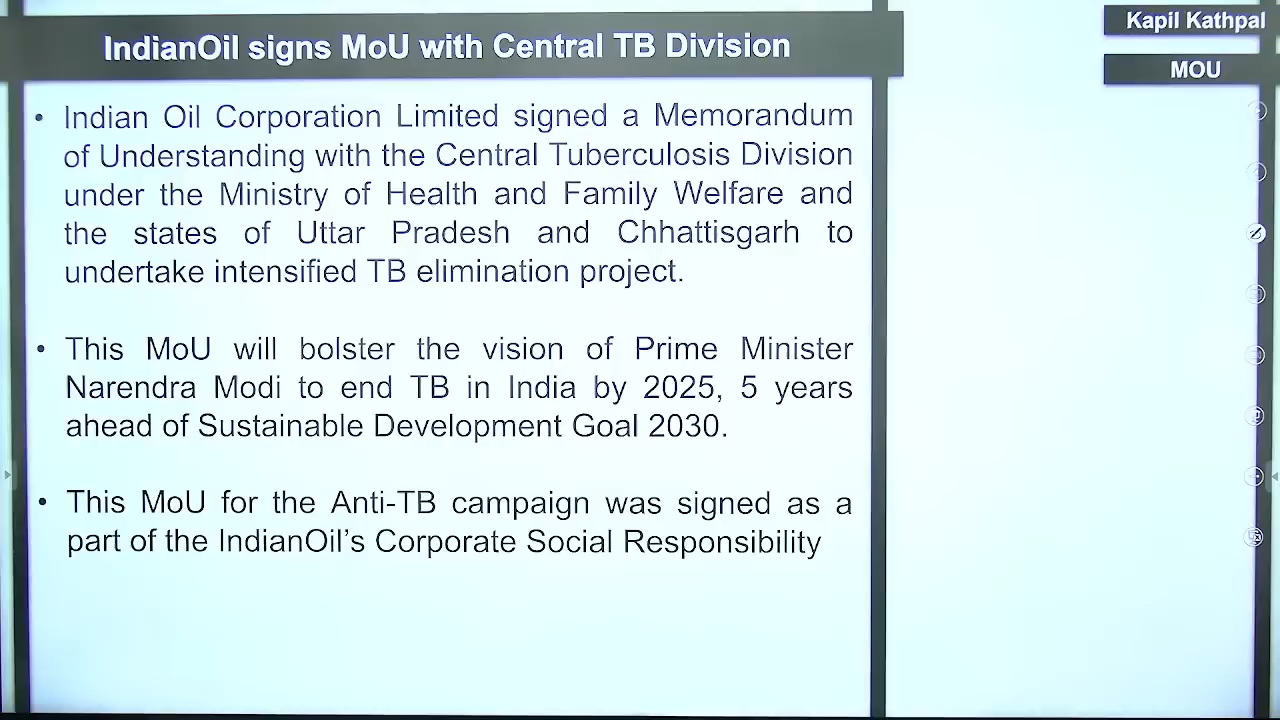 IndianOil signs MoU with Central TB Division
Kapil Kathpal
MOU
• Indian Oil Corporation Limited signed a Memorandum
of Understanding with the Central Tuberculosis Division
under the Ministry of Health and Family Welfare and
the states of Uttar Pradesh and Chhattisgarh to
undertake intensified TB elimination project.
• This MoU will bolster the vision of Prime Minister
Narendra Modi to end TB in India by 2025, 5 years
ahead of Sustainable Development Goal 2030.
• This MoU for the Anti-TB campaign was signed as a
part of the IndianOil’s Corporate Social Responsibility